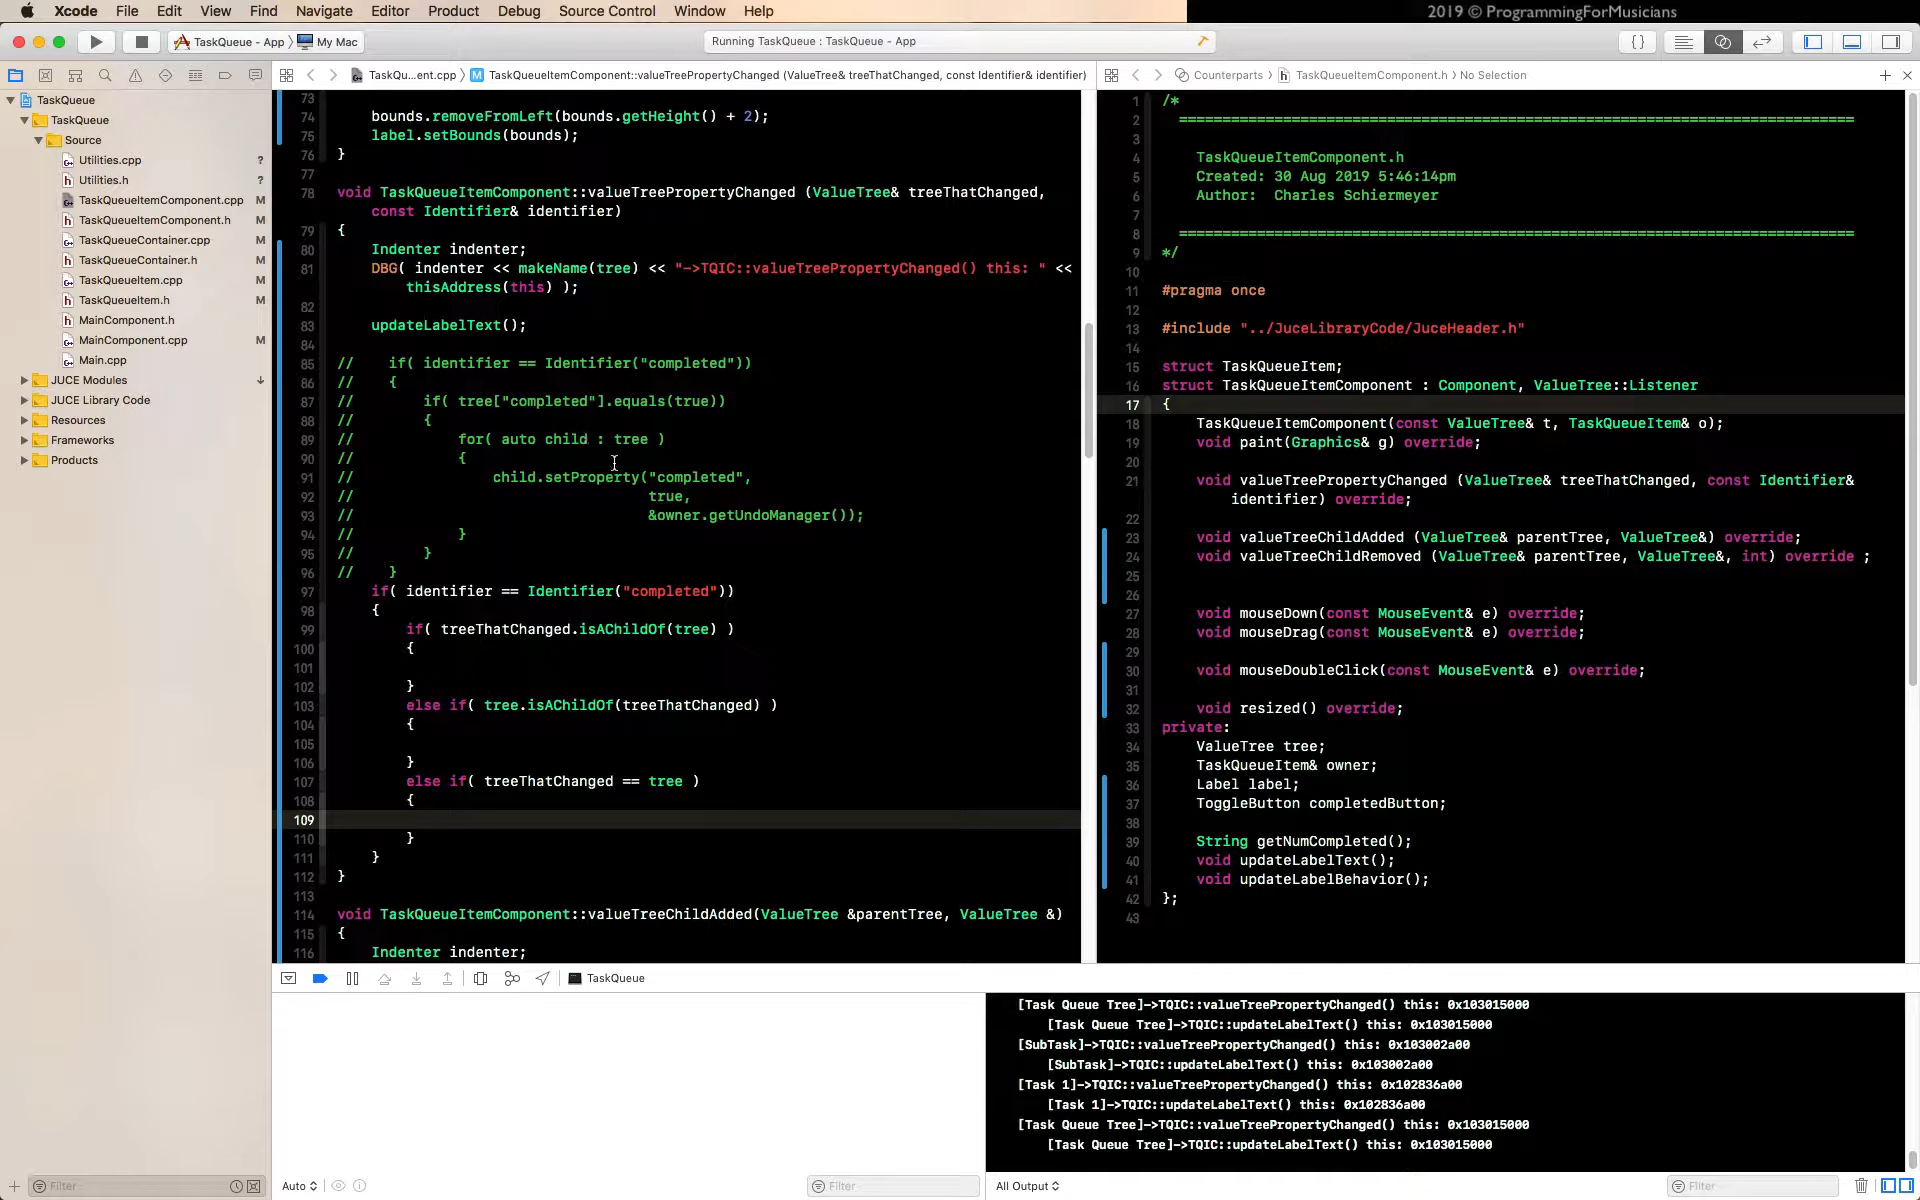 Xcode File Edit View Find Navigate Editor Product Debug Source Control Window Help
2019 © ProgrammingForMusicians
TaskQueue - App 〉 My Mac
Running TaskQueue : TaskQueue - App
TaskQu...ent.cpp 〉 M TaskQueueItemComponent::valueTreePropertyChanged (ValueTree& treeThatChanged, const Identifier& identifier)
Counterparts 〉 TaskQueueItemComponent.h 〉 No Selection
TaskQueue
TaskQueue
Source
Utilities.cpp ?
Utilities.h ?
TaskQueueItemComponent.cpp M
TaskQueueItemComponent.h M
TaskQueueContainer.cpp M
TaskQueueContainer.h M
TaskQueueItem.cpp M
TaskQueueItem.h M
MainComponent.h
MainComponent.cpp M
Main.cpp
JUCE Modules
JUCE Library Code
Resources
Frameworks
Products
73
74 bounds.removeFromLeft(bounds.getHeight() + 2);
75 label.setBounds(bounds);
76 }
77
78 void TaskQueueItemComponent::valueTreePropertyChanged (ValueTree& treeThatChanged,
const Identifier& identifier)
79 {
80 Indenter indenter;
81 DBG( indenter << makeName(tree) << "->TQIC::valueTreePropertyChanged() this: " <<
thisAddress(this) );
82
83 updateLabelText();
84
85 // if( identifier == Identifier("completed"))
86 // {
87 // if( tree["completed"].equals(true))
88 // {
89 // for( auto child : tree )
90 // {
91 // child.setProperty("completed",
92 // true,
93 // &owner.getUndoManager());
94 // }
95 // }
96 // }
97 if( identifier == Identifier("completed"))
98 {
99 if( treeThatChanged.isAChildOf(tree) )
100 {
101
102 }
103 else if( tree.isAChildOf(treeThatChanged) )
104 {
105
106 }
107 else if( treeThatChanged == tree )
108 {
109
110 }
111 }
112 }
113
114 void TaskQueueItemComponent::valueTreeChildAdded(ValueTree &parentTree, ValueTree &)
115 {
116 Indenter indenter;
1 /*
2 ==============================================================================
3
4 TaskQueueItemComponent.h
5 Created: 30 Aug 2019 5:46:14pm
6 Author: Charles Schiermeyer
7
8 ==============================================================================
9 */
10
11 #pragma once
12
13 #include "../JuceLibraryCode/JuceHeader.h"
14
15 struct TaskQueueItem;
16 struct TaskQueueItemComponent : Component, ValueTree::Listener
17 {
18 TaskQueueItemComponent(const ValueTree& t, TaskQueueItem& o);
19 void paint(Graphics& g) override;
20
21 void valueTreePropertyChanged (ValueTree& treeThatChanged, const Identifier&
identifier) override;
22
23 void valueTreeChildAdded (ValueTree& parentTree, ValueTree&) override;
24 void valueTreeChildRemoved (ValueTree& parentTree, ValueTree&, int) override ;
25
26
27 void mouseDown(const MouseEvent& e) override;
28 void mouseDrag(const MouseEvent& e) override;
29
30 void mouseDoubleClick(const MouseEvent& e) override;
31
32 void resized() override;
33 private:
34 ValueTree tree;
35 TaskQueueItem& owner;
36 Label label;
37 ToggleButton completedButton;
38
39 String getNumCompleted();
40 void updateLabelText();
41 void updateLabelBehavior();
42 };
43
TaskQueue
[Task Queue Tree]->TQIC::valueTreePropertyChanged() this: 0x103015000
[Task Queue Tree]->TQIC::updateLabelText() this: 0x103015000
[SubTask]->TQIC::valueTreePropertyChanged() this: 0x103002a00
[SubTask]->TQIC::updateLabelText() this: 0x103002a00
[Task 1]->TQIC::valueTreePropertyChanged() this: 0x102836a00
[Task 1]->TQIC::updateLabelText() this: 0x102836a00
[Task Queue Tree]->TQIC::valueTreePropertyChanged() this: 0x103015000
[Task Queue Tree]->TQIC::updateLabelText() this: 0x103015000
Filter
Auto
Filter
All Output
Filter